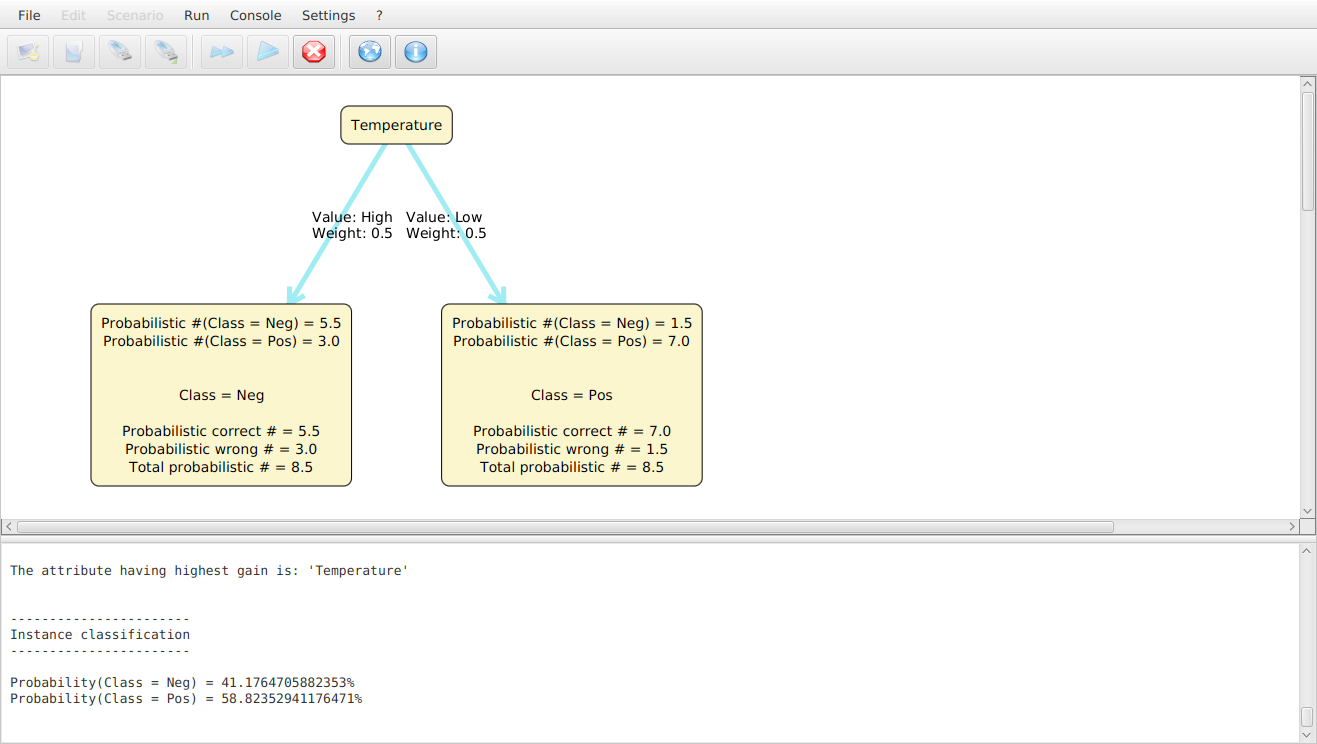 File Edit Scenario Run Console Settings ?
Temperature
Value: High
Weight: 0.5
Value: Low
Weight: 0.5
Probabilistic #(Class = Neg) = 5.5
Probabilistic #(Class = Pos) = 3.0
Class = Neg
Probabilistic correct # = 5.5
Probabilistic wrong # = 3.0
Total probabilistic # = 8.5
Probabilistic #(Class = Neg) = 1.5
Probabilistic #(Class = Pos) = 7.0
Class = Pos
Probabilistic correct # = 7.0
Probabilistic wrong # = 1.5
Total probabilistic # = 8.5
The attribute having highest gain is: 'Temperature'
-----------------------
Instance classification
-----------------------
Probability(Class = Neg) = 41.1764705882353%
Probability(Class = Pos) = 58.82352941176471%